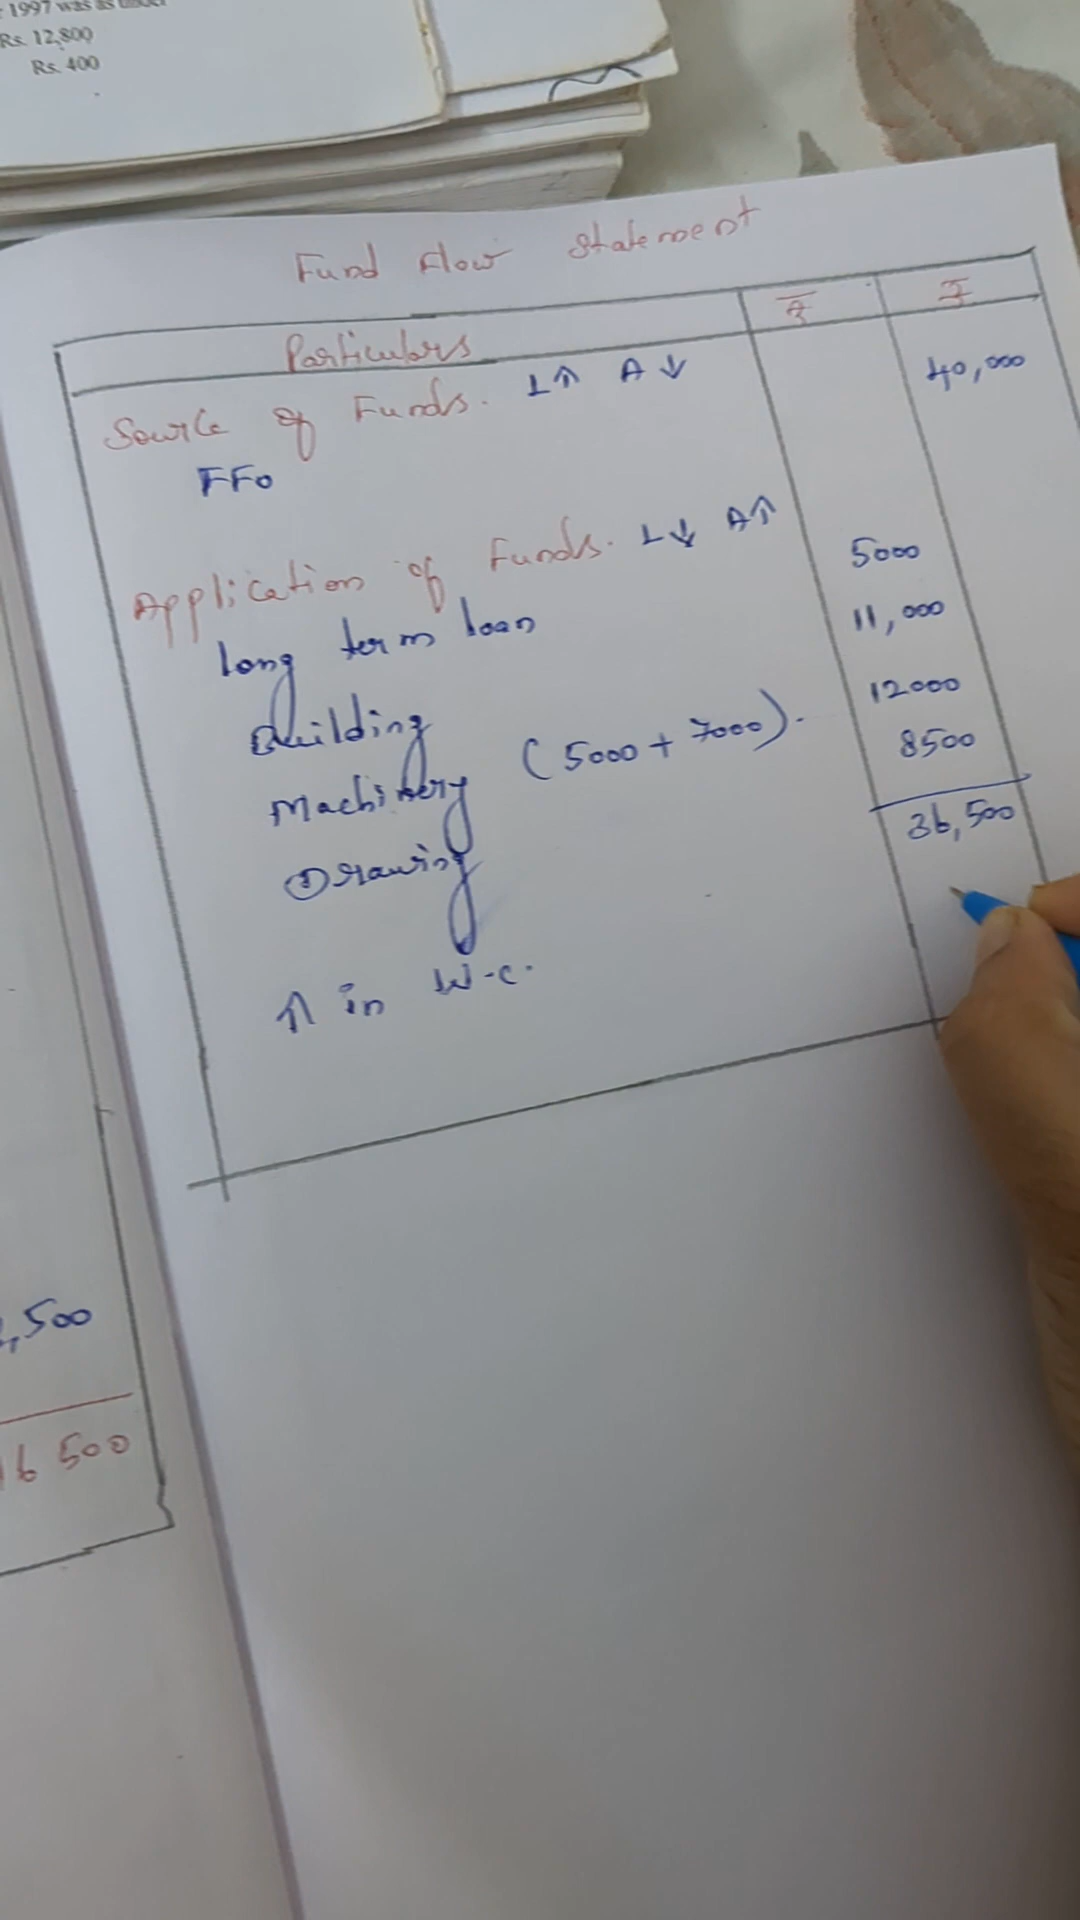 1997 was as under
Rs. 12,800
Rs. 400
Fund Flow Statement
Particulars ₹ ₹
Source of Funds. L↑ A↓
FFO 40,000
Application of Funds. L↓ A↑
long term loan 5000
Building 11,000
Machinery (5000 + 7000). 12000
Drawing 8500
36,500
↑ in W.C.
,500
16 500